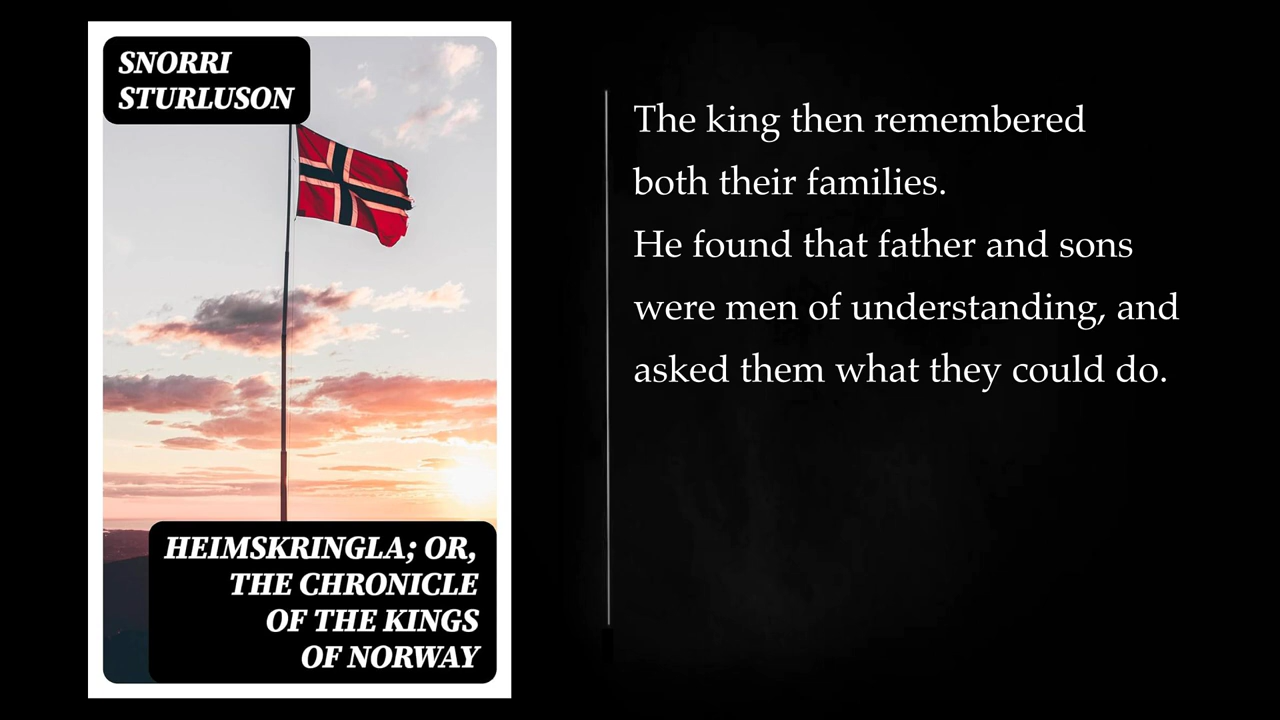 SNORRI
STURLUSON
HEIMSKRINGLA; OR,
THE CHRONICLE
OF THE KINGS
OF NORWAY
The king then remembered
both their families.
He found that father and sons
were men of understanding, and
asked them what they could do.